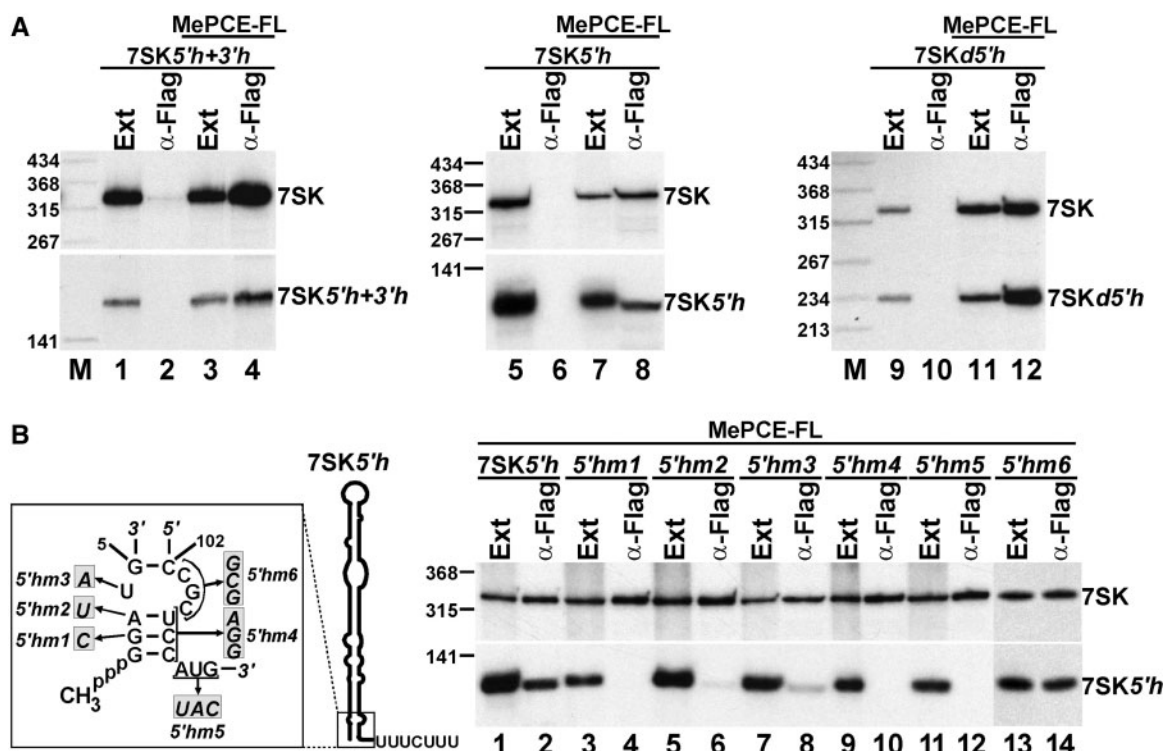 A
MePCE-FL
7SK5'h+3'h
Ext
α-Flag
Ext
α-Flag
434
368
315
267
7SK
141
7SK5'h+3'h
M 1 2 3 4
MePCE-FL
7SK5'h
Ext
α-Flag
Ext
α-Flag
434
368
315
267
7SK
141
7SK5'h
5 6 7 8
MePCE-FL
7SKd5'h
Ext
α-Flag
Ext
α-Flag
434
368
315
267
234
213
7SK
7SKd5'h
M 9 10 11 12
B
7SK5'h
3' 5'
5 102
G C
C
G
C
U
A U
G C
G C
AUG 3'
CH3ppp
5'hm3 A
5'hm2 U
5'hm1 C
GCG 5'hm6
AGG 5'hm4
UAC
5'hm5
UUUCUUU
MePCE-FL
7SK5'h 5'hm1 5'hm2 5'hm3 5'hm4 5'hm5 5'hm6
Ext α-Flag Ext α-Flag Ext α-Flag Ext α-Flag Ext α-Flag Ext α-Flag Ext α-Flag
368
315
7SK
141
7SK5'h
1 2 3 4 5 6 7 8 9 10 11 12 13 14